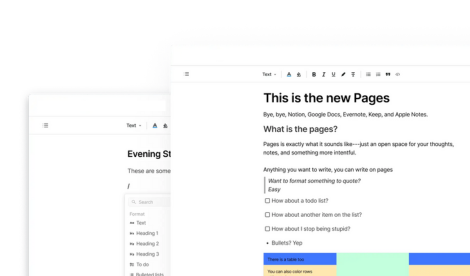 Text
B I U T
This is the new Pages
Bye, bye, Notion, Google Docs, Evernote, Keep, and Apple Notes.
What is the pages?
Pages is exactly what it sounds like---just an open space for your thoughts,
notes, and something more intentful.
Anything you want to write, you can write on pages
Want to format something to quote?
Easy
How about a todo list?
How about another item on the list?
How about I stop being stupid?
Bullets? Yep
There is a table too
You can also color rows
Text
Evening St
These are some
/
Search
Format
Text
H1 Heading 1
H2 Heading 2
H3 Heading 3
To do
Bulleted lists